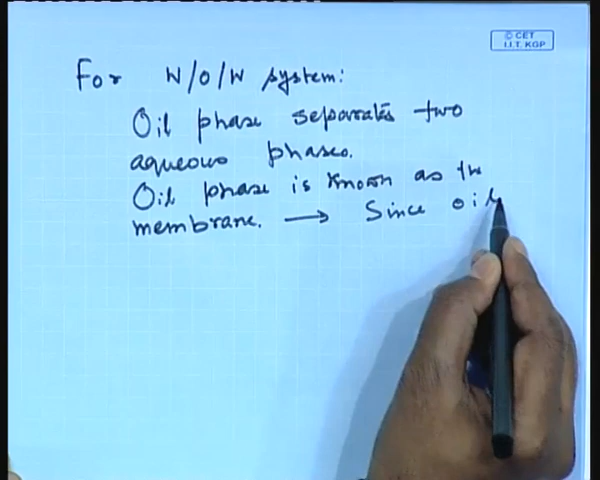 © CET
I.I.T. KGP
For W/O/W system:
Oil phase separates two
aqueous phases.
Oil phase is known as the
membrane. → Since oil